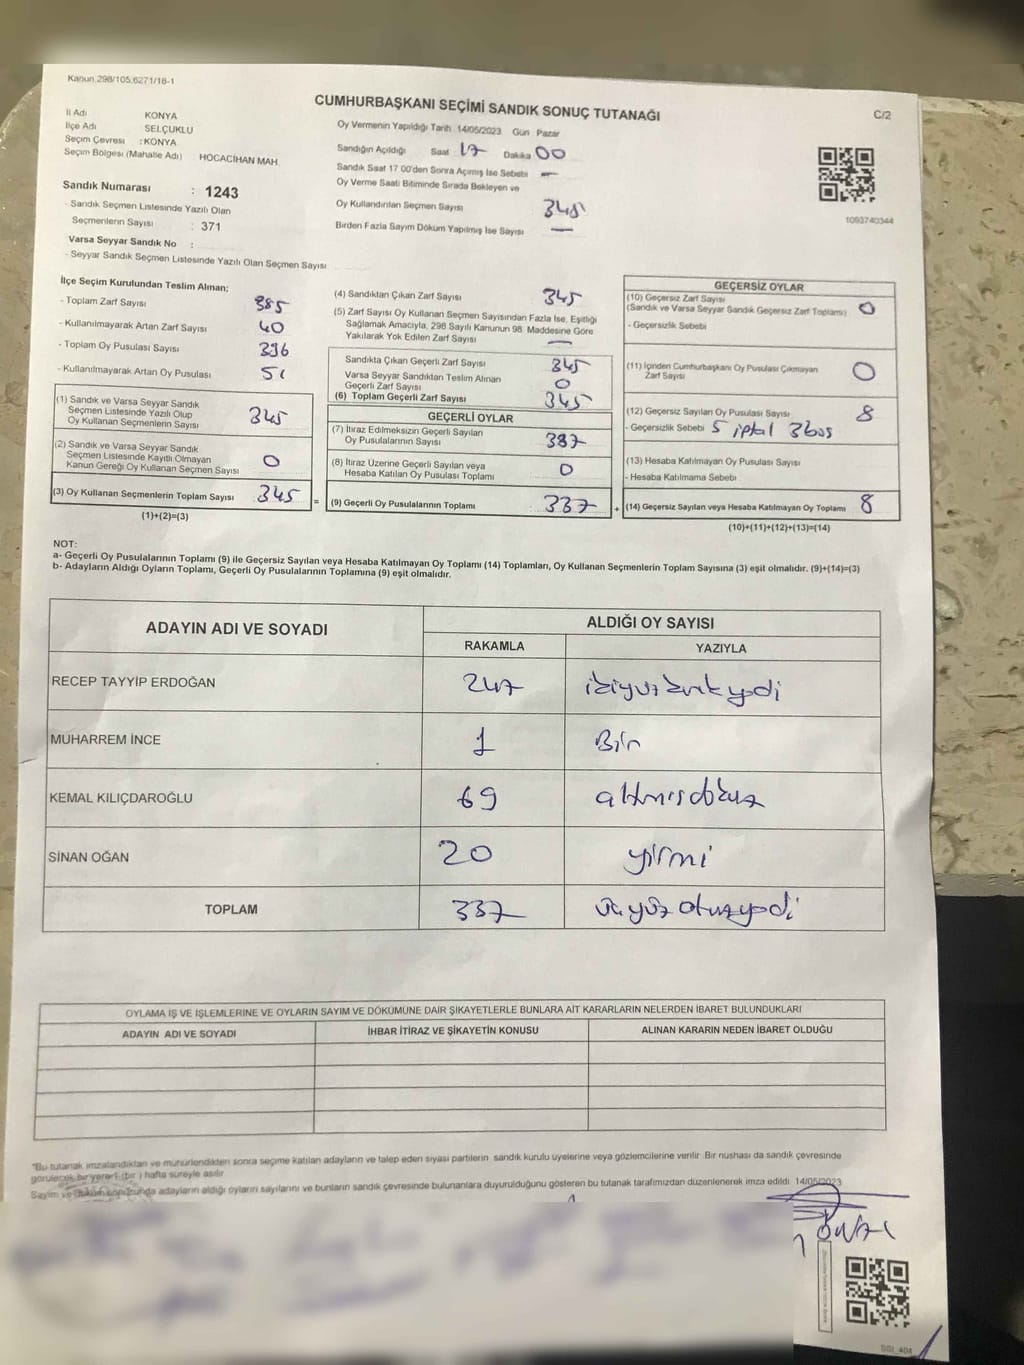 Kanun 298/105,6271/18-1
CUMHURBAŞKANI SEÇİMİ SANDIK SONUÇ TUTANAĞI
C/2
İl Adı KONYA
İlçe Adı SELÇUKLU
Seçim Çevresi : KONYA
Seçim Bölgesi (Mahalle Adı) HOCACİHAN MAH.
Sandık Numarası : 1243
- Sandık Seçmen Listesinde Yazılı Olan
Seçmenlerin Sayısı : 371
Varsa Seyyar Sandık No :
- Seyyar Sandık Seçmen Listesinde Yazılı Olan Seçmen Sayısı
Oy Vermenin Yapıldığı Tarih 14/05/2023 Gün Pazar
Sandığın Açıldığı Saat 17 Dakika 00
Sandık Saat 17 00'den Sonra Açımış İse Sebebi —
Oy Verme Saati Bitiminde Sırada Bekleyen ve
Oy Kullandırılan Seçmen Sayısı 345
Birden Fazla Sayım Döküm Yapılmış İse Sayısı —
1093740344
İlçe Seçim Kurulundan Teslim Alınan;
- Toplam Zarf Sayısı 385
- Kullanılmayarak Artan Zarf Sayısı 40
- Toplam Oy Pusulası Sayısı 396
- Kullanılmayarak Artan Oy Pusulası 51
(1) Sandık ve Varsa Seyyar Sandık
Seçmen Listesinde Yazılı Olup
Oy Kullanan Seçmenlerin Sayısı 345
(2) Sandık ve Varsa Seyyar Sandık
Seçmen Listesinde Kayıtlı Olmayan
Kanun Gereği Oy Kullanan Seçmen Sayısı 0
(3) Oy Kullanan Seçmenlerin Toplam Sayısı 345 =
(1)+(2)=(3)
(4) Sandıktan Çıkan Zarf Sayısı 345
(5) Zarf Sayısı Oy Kullanan Seçmen Sayısından Fazla İse, Eşitliği
Sağlamak Amacıyla, 298 Sayılı Kanunun 98. Maddesine Göre
Yakılarak Yok Edilen Zarf Sayısı —
Sandıkta Çıkan Geçerli Zarf Sayısı 345
Varsa Seyyar Sandıktan Teslim Alınan
Geçerli Zarf Sayısı 0
(6) Toplam Geçerli Zarf Sayısı 345
GEÇERLİ OYLAR
(7) İtiraz Edilmeksizin Geçerli Sayılan
Oy Pusulalarının Sayısı 337
(8) İtiraz Üzerine Geçerli Sayılan veya
Hesaba Katılan Oy Pusulası Toplamı 0
(9) Geçerli Oy Pusulalarının Toplamı 337 +
GEÇERSİZ OYLAR
(10) Geçersiz Zarf Sayısı
(Sandık ve Varsa Seyyar Sandık Geçersiz Zarf Toplamı) 0
- Geçersizlik Sebebi
(11) İçinden Cumhurbaşkanı Oy Pusulası Çıkmayan
Zarf Sayısı 0
(12) Geçersiz Sayılan Oy Pusulası Sayısı 8
- Geçersizlik Sebebi 5 iptal 3 boş
(13) Hesaba Katılmayan Oy Pusulası Sayısı
- Hesaba Katılmama Sebebi
(14) Geçersiz Sayılan veya Hesaba Katılmayan Oy Toplamı 8
(10)+(11)+(12)+(13)=(14)
NOT:
a- Geçerli Oy Pusulalarının Toplamı (9) ile Geçersiz Sayılan veya Hesaba Katılmayan Oy Toplamı (14) Toplamları, Oy Kullanan Seçmenlerin Toplam Sayısına (3) eşit olmalıdır. (9)+(14)=(3)
b- Adayların Aldığı Oyların Toplamı, Geçerli Oy Pusulalarının Toplamına (9) eşit olmalıdır.
ADAYIN ADI VE SOYADI
ALDIĞI OY SAYISI
RAKAMLA YAZIYLA
RECEP TAYYİP ERDOĞAN 247 ikiyüzkırkyedi
MUHARREM İNCE 1 Bir
KEMAL KILIÇDAROĞLU 69 altmışdokuz
SİNAN OĞAN 20 yirmi
TOPLAM 337 üçyüz otuzyedi
OYLAMA İŞ VE İŞLEMLERİNE VE OYLARIN SAYIM VE DÖKÜMÜNE DAİR ŞİKAYETLERLE BUNLARA AİT KARARLARIN NELERDEN İBARET BULUNDUKLARI
ADAYIN ADI VE SOYADI İHBAR İTİRAZ VE ŞİKAYETİN KONUSU ALINAN KARARIN NEDEN İBARET OLDUĞU
*Bu tutanak imzalandıktan ve mühürlendikten sonra seçime katılan adayların ve talep eden siyasi partilerin sandık kurulu üyelerine veya gözlemcilerine verilir. Bir nüshası da sandık çevresinde
görülecek bir yere 1 (bir) hafta süreyle asılır.
Sayım ve döküm sonucunda adayların aldığı oyların sayılarını ve bunların sandık çevresinde bulunanlara duyurulduğunu gösteren bu tutanak tarafımızdan düzenlenerek imza edildi. 14/05/2023